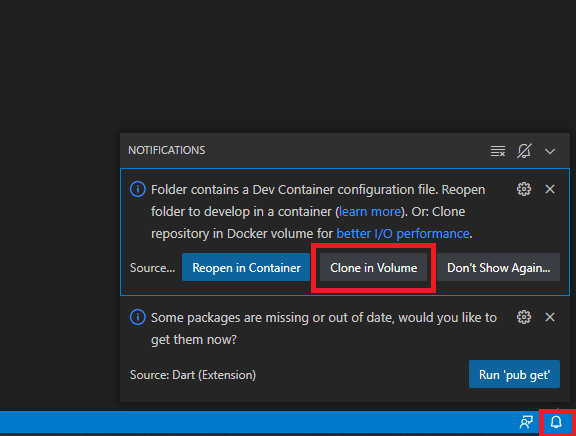 NOTIFICATIONS
Folder contains a Dev Container configuration file. Reopen
folder to develop in a container (learn more). Or: Clone
repository in Docker volume for better I/O performance.
Source... Reopen in Container Clone in Volume Don't Show Again...
Some packages are missing or out of date, would you like to
get them now?
Source: Dart (Extension) Run 'pub get'